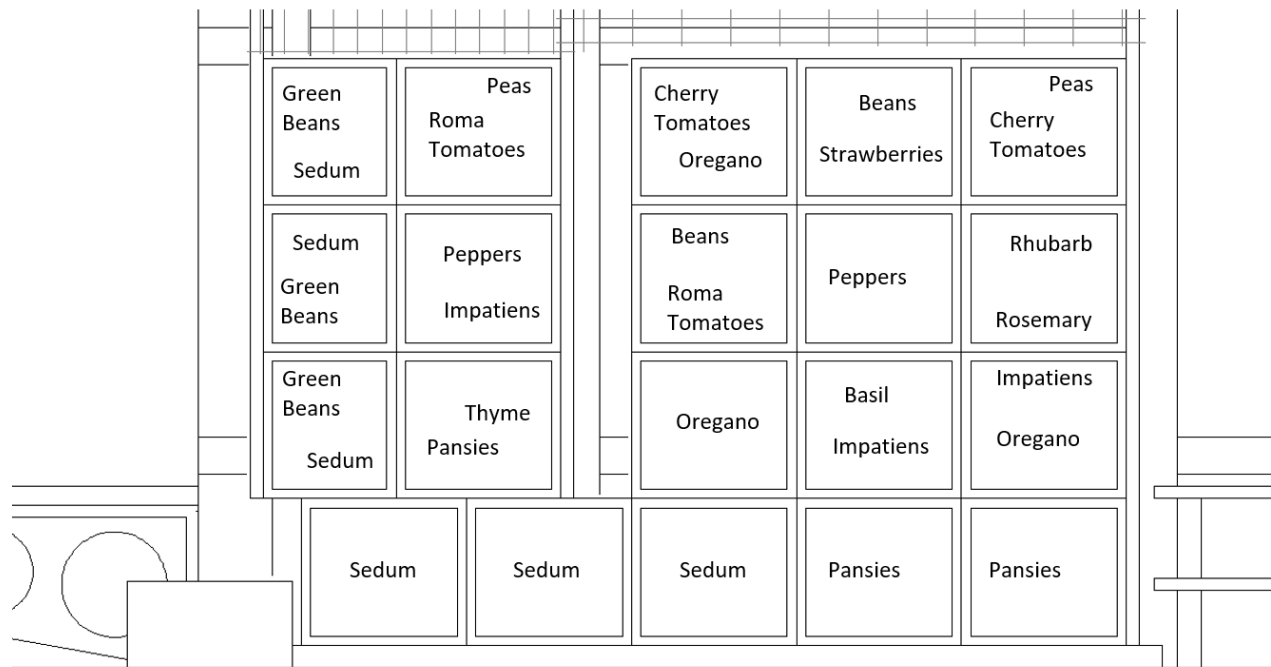 Green
Beans
Sedum
Peas
Roma
Tomatoes
Cherry
Tomatoes
Oregano
Beans
Strawberries
Peas
Cherry
Tomatoes
Sedum
Green
Beans
Peppers
Impatiens
Beans
Roma
Tomatoes
Peppers
Rhubarb
Rosemary
Green
Beans
Sedum
Thyme
Pansies
Oregano
Basil
Impatiens
Impatiens
Oregano
Sedum
Sedum
Sedum
Pansies
Pansies